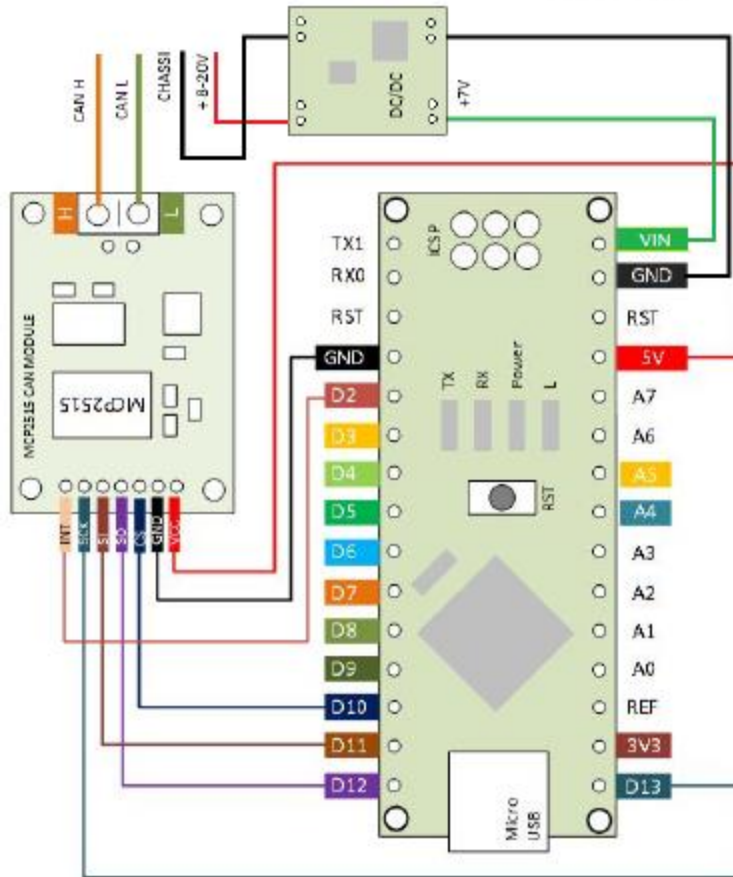 CAN H
CAN L
CHASSI
+ 8-20V
DC/DC
+7V
H
L
MCP2515 CAN MODULE
MCP2515
INT
SCK
SI
SO
CS
GND
VCC
TX1
RX0
RST
GND
D2
D3
D4
D5
D6
D7
D8
D9
D10
D11
D12
ICSP
TX
RX
Power
L
RST
Micro
USB
VIN
GND
RST
5V
A7
A6
A5
A4
A3
A2
A1
A0
REF
3V3
D13